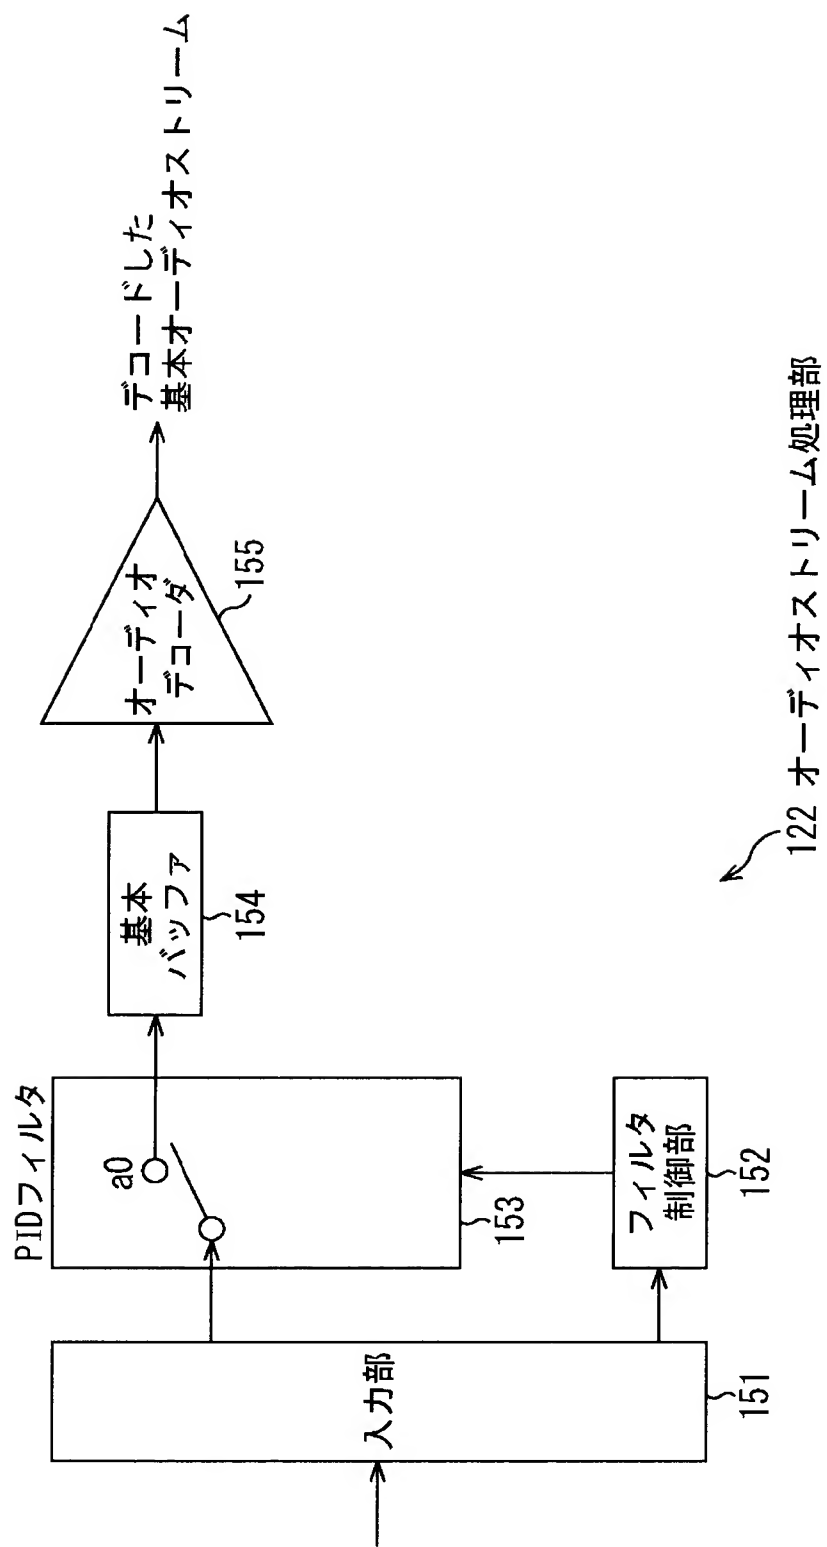 PIDフィルタ
a0
153
入力部
151
フィルタ
制御部
152
基本
バッファ
154
オーディオ
デコーダ
155
デコードした
基本オーディオストリーム
122 オーディオストリーム処理部